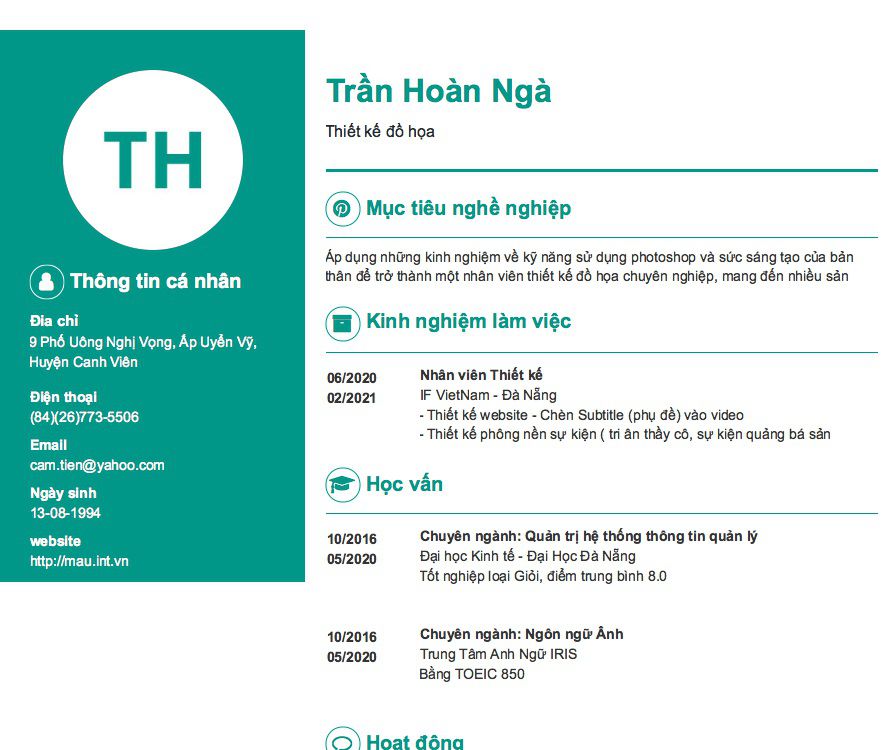 TH
Thông tin cá nhân
Đia chỉ
9 Phố Uông Nghị Vọng, Ấp Uyển Vỹ,
Huyện Canh Viên
Điện thoại
(84)(26)773-5506
Email
cam.tien@yahoo.com
Ngày sinh
13-08-1994
website
http://mau.int.vn
Trần Hoàn Ngà
Thiết kế đồ họa
Mục tiêu nghề nghiệp
Áp dụng những kinh nghiệm về kỹ năng sử dụng photoshop và sức sáng tạo của bản
thân để trở thành một nhân viên thiết kế đồ họa chuyên nghiệp, mang đến nhiều sản
Kinh nghiệm làm việc
06/2020
02/2021
Nhân viên Thiết kế
IF VietNam - Đà Nẵng
- Thiết kế website - Chèn Subtitle (phụ đề) vào video
- Thiết kế phông nền sự kiện ( tri ân thầy cô, sự kiện quảng bá sản
Học vấn
10/2016
05/2020
Chuyên ngành: Quản trị hệ thống thông tin quản lý
Đại học Kinh tế - Đại Học Đà Nẵng
Tốt nghiệp loại Giỏi, điểm trung bình 8.0
10/2016
05/2020
Chuyên ngành: Ngôn ngữ Ảnh
Trung Tâm Anh Ngữ IRIS
Bằng TOEIC 850
Hoạt động